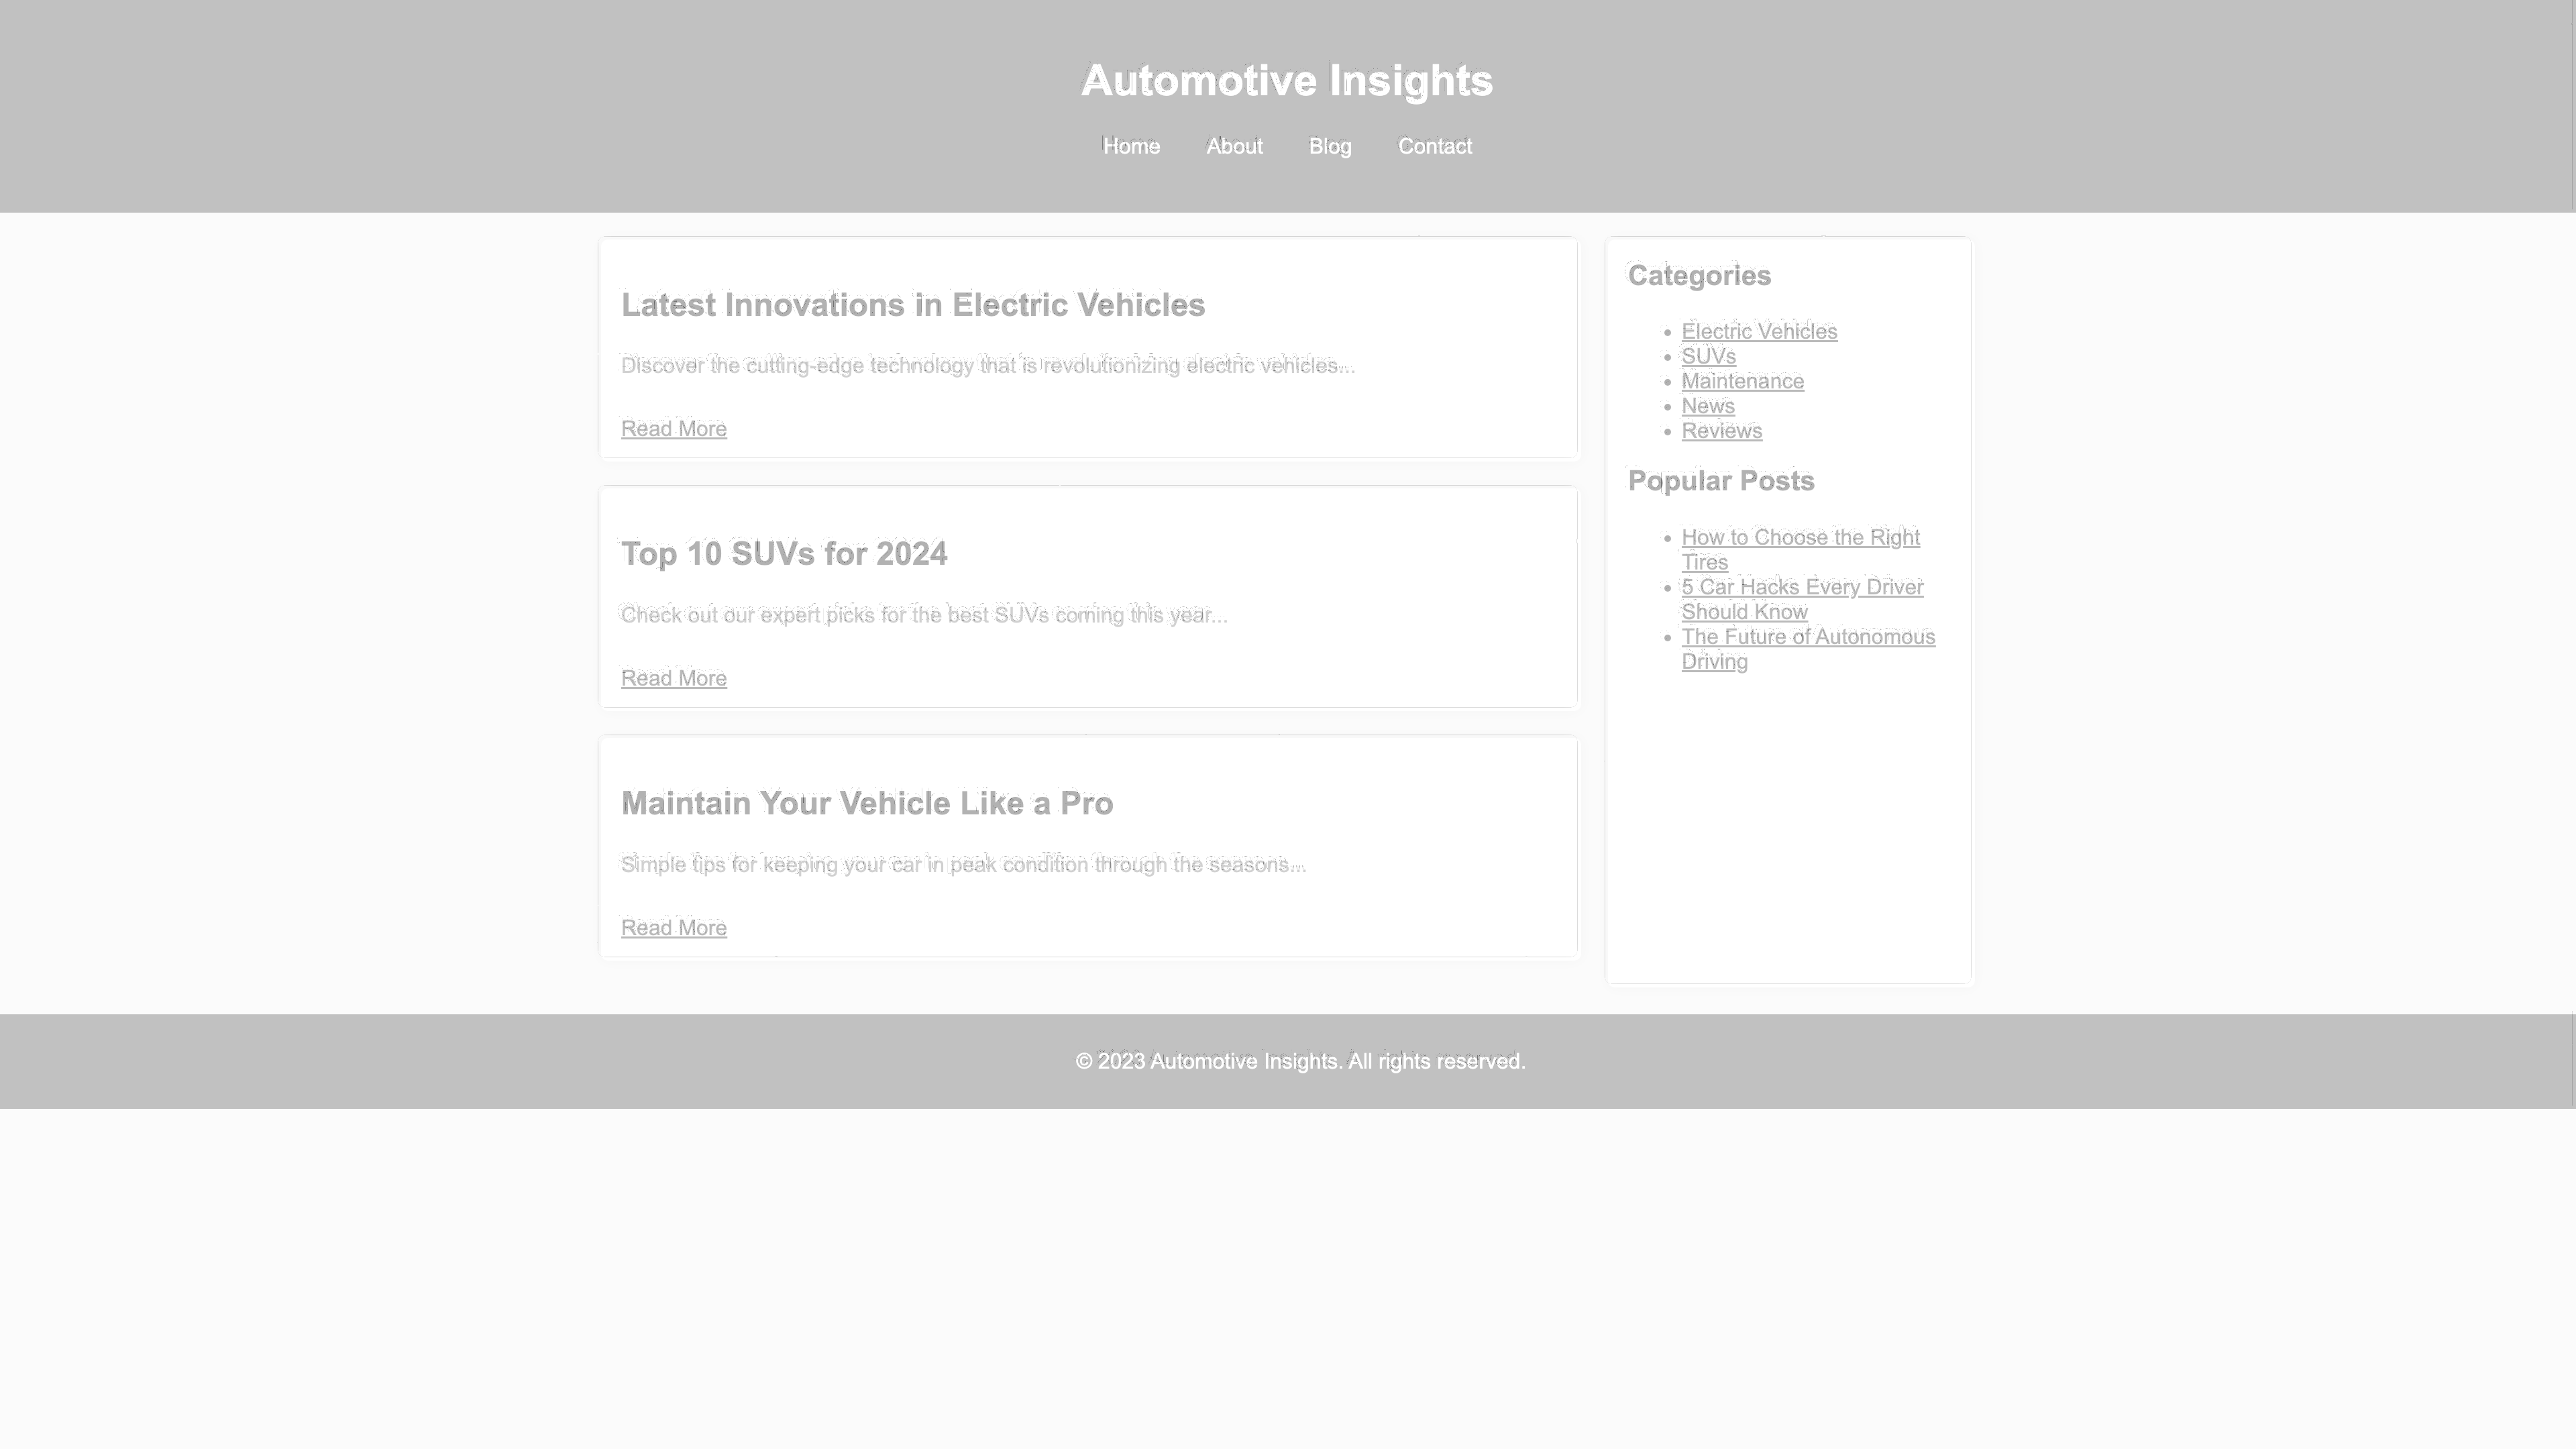 Automotive Insights
Home About Blog Contact
Latest Innovations in Electric Vehicles
Discover the cutting-edge technology that is revolutionizing electric vehicles...
Read More
Top 10 SUVs for 2024
Check out our expert picks for the best SUVs coming this year...
Read More
Maintain Your Vehicle Like a Pro
Simple tips for keeping your car in peak condition through the seasons...
Read More
Categories
Electric Vehicles
SUVs
Maintenance
News
Reviews
Popular Posts
How to Choose the Right
Tires
5 Car Hacks Every Driver
Should Know
The Future of Autonomous
Driving
© 2023 Automotive Insights. All rights reserved.